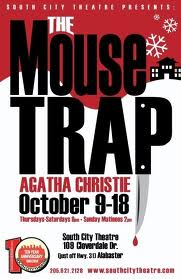 SOUTH CITY THEATRE PRESENTS:
THE
Mouse
TRAP
AGATHA CHRISTIE
October 9-18
Thursdays-Saturdays 8pm - Sunday Matinees 2pm
South City Theatre
109 Cloverdale Dr.
(just off Hwy. 31) Alabaster
10
205.621.2128
www.southcitytheatre.com